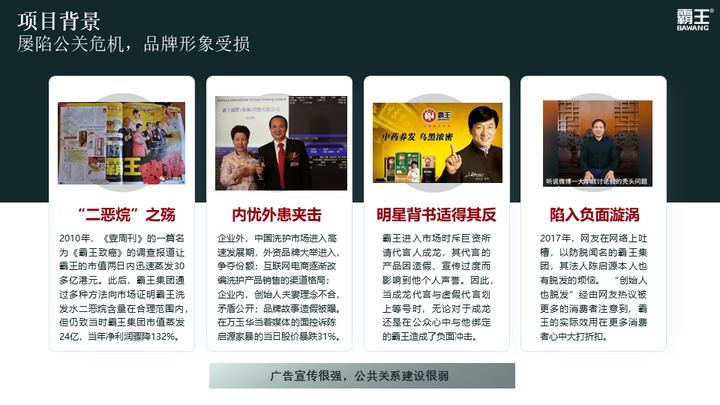 项目背景
屡陷公关危机，品牌形象受损
霸王®
BAWANG
霸王
中药养发 乌黑浓密
听说微博一大早就讨论我的秃头问题
“二恶烷”之殇
2010年，《壹周刊》的一篇名
为《霸王致癌》的调查报道让
霸王的市值两日内迅速蒸发30
多亿港元。此后，霸王集团通
过多种方法向市场证明霸王洗
发水二恶烷含量在合理范围内，
但仍致当时霸王集团市值蒸发
24亿，当年净利润骤降132%。
内忧外患夹击
企业外，中国洗护市场进入高
速发展期，外资品牌大举进入，
争夺份额；互联网电商逐渐改
编洗护产品销售的渠道格局；
企业内，创始人夫妻理念不合，
矛盾公开；品牌故事造假被曝。
在万玉华当着媒体的面控诉陈
启源家暴的当日股价暴跌31%。
明星背书适得其反
霸王进入市场时斥巨资所
请代言人成龙，其代言的
产品因造假、宣传过度而
影响到他个人声誉。因此，
当成龙代言与虚假代言划
上等号时，无论对于成龙
还是在公众心中与他绑定
的霸王造成了负面冲击。
陷入负面漩涡
2017年，网友在网络上吐
槽，以防脱闻名的霸王集
团，其法人陈启源本人也
有脱发的烦恼。 “创始人
也脱发”经由网友热议被
更多的消费者注意到，霸
王的实际效用在更多消费
者心中大打折扣。
广告宣传很强，公共关系建设很弱